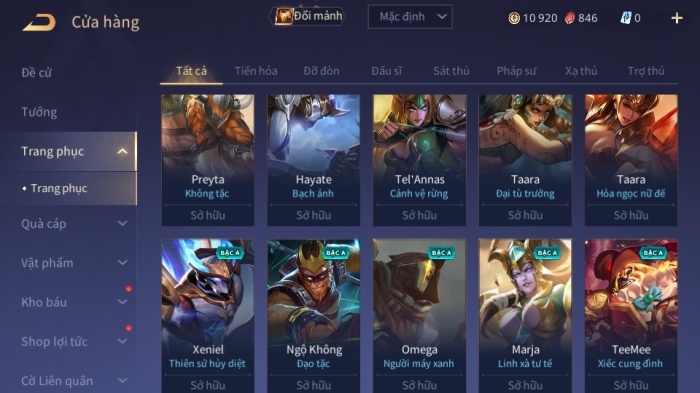 Cửa hàng
Đổi mảnh
Mặc định
10 920
846
0
+
Đề cử
Tướng
Trang phục
Trang phục
Quà cáp
Vật phẩm
Kho báu
Shop lợi tức
Cờ Liên quân
Tất cả Tiến hóa Đỡ đòn Đấu sĩ Sát thủ Pháp sư Xạ thủ Trợ thủ
Preyta
Không tặc
Sở hữu
Hayate
Bạch ảnh
Sở hữu
Tel'Annas
Cảnh vệ rừng
Sở hữu
Taara
Đại tù trưởng
Sở hữu
Taara
Hỏa ngọc nữ đế
Sở hữu
BẬC A
Xeniel
Thiên sứ hủy diệt
Sở hữu
BẬC A
Ngộ Không
Đạo tặc
Sở hữu
BẬC A
Omega
Người máy xanh
Sở hữu
BẬC A
Marja
Linh xà tư tế
Sở hữu
BẬC A
TeeMee
Xiếc cung đình
Sở hữu